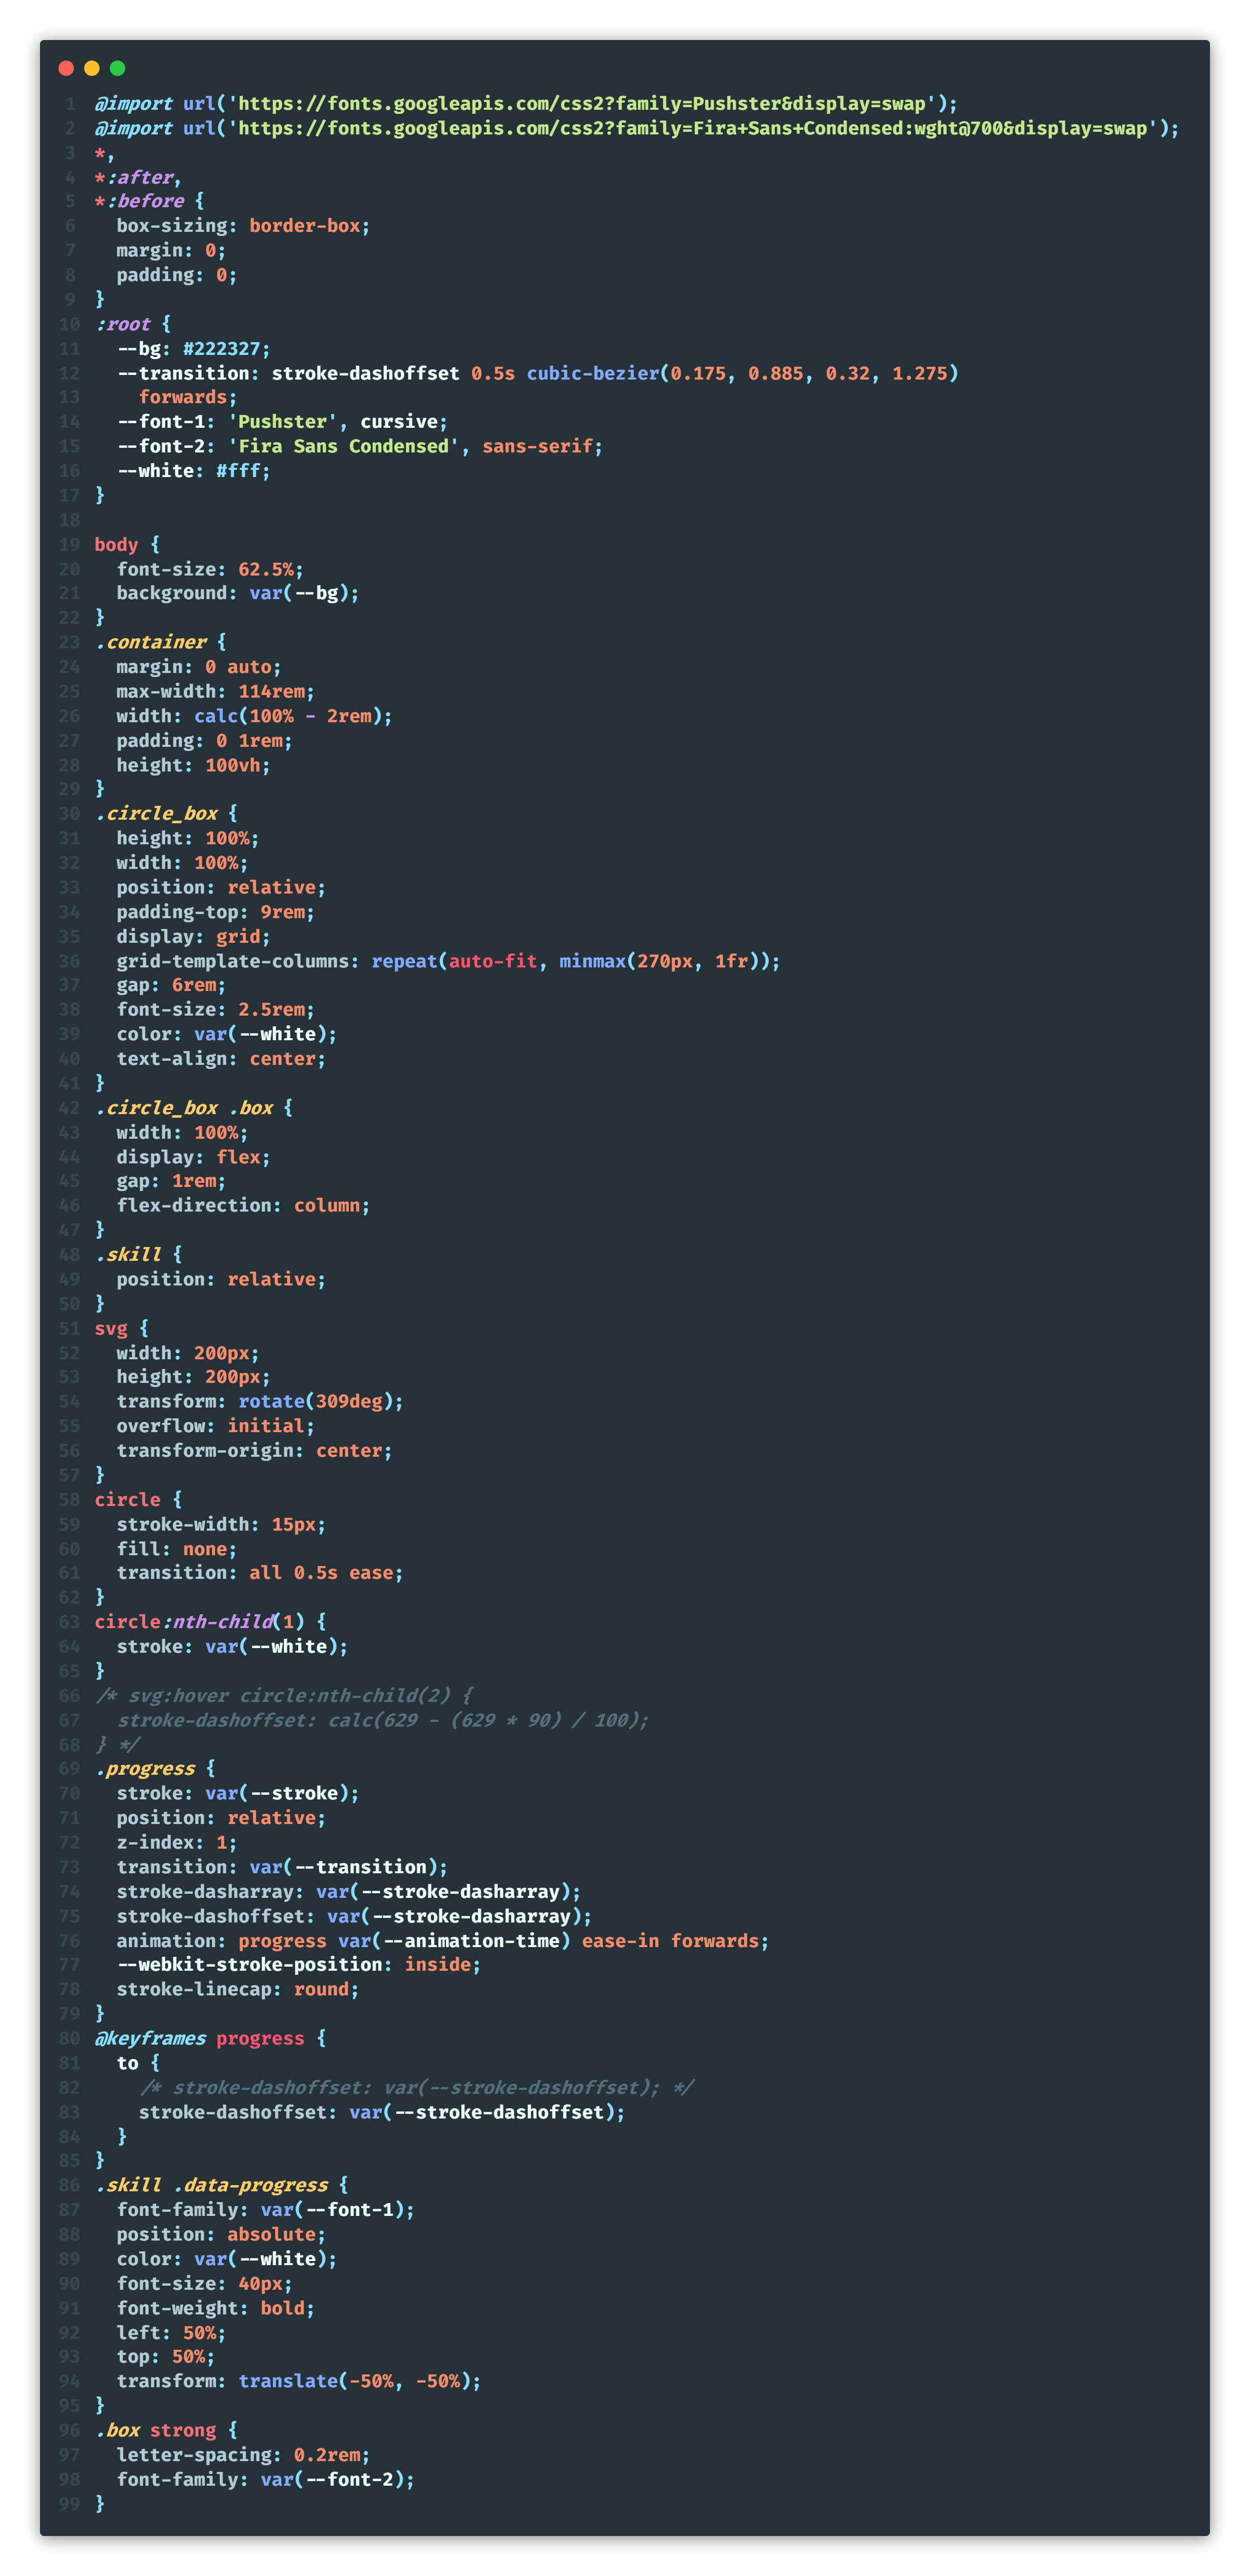 1 @import url('https://fonts.googleapis.com/css2?family=Pushster&display=swap');
2 @import url('https://fonts.googleapis.com/css2?family=Fira+Sans+Condensed:wght@700&display=swap');
3 *,
4 *:after,
5 *:before {
6   box-sizing: border-box;
7   margin: 0;
8   padding: 0;
9 }
10 :root {
11   --bg: #222327;
12   --transition: stroke-dashoffset 0.5s cubic-bezier(0.175, 0.885, 0.32, 1.275)
13     forwards;
14   --font-1: 'Pushster', cursive;
15   --font-2: 'Fira Sans Condensed', sans-serif;
16   --white: #fff;
17 }
18
19 body {
20   font-size: 62.5%;
21   background: var(--bg);
22 }
23 .container {
24   margin: 0 auto;
25   max-width: 114rem;
26   width: calc(100% - 2rem);
27   padding: 0 1rem;
28   height: 100vh;
29 }
30 .circle_box {
31   height: 100%;
32   width: 100%;
33   position: relative;
34   padding-top: 9rem;
35   display: grid;
36   grid-template-columns: repeat(auto-fit, minmax(270px, 1fr));
37   gap: 6rem;
38   font-size: 2.5rem;
39   color: var(--white);
40   text-align: center;
41 }
42 .circle_box .box {
43   width: 100%;
44   display: flex;
45   gap: 1rem;
46   flex-direction: column;
47 }
48 .skill {
49   position: relative;
50 }
51 svg {
52   width: 200px;
53   height: 200px;
54   transform: rotate(309deg);
55   overflow: initial;
56   transform-origin: center;
57 }
58 circle {
59   stroke-width: 15px;
60   fill: none;
61   transition: all 0.5s ease;
62 }
63 circle:nth-child(1) {
64   stroke: var(--white);
65 }
66 /* svg:hover circle:nth-child(2) {
67   stroke-dashoffset: calc(629 - (629 * 90) / 100);
68 } */
69 .progress {
70   stroke: var(--stroke);
71   position: relative;
72   z-index: 1;
73   transition: var(--transition);
74   stroke-dasharray: var(--stroke-dasharray);
75   stroke-dashoffset: var(--stroke-dasharray);
76   animation: progress var(--animation-time) ease-in forwards;
77   --webkit-stroke-position: inside;
78   stroke-linecap: round;
79 }
80 @keyframes progress {
81   to {
82     /* stroke-dashoffset: var(--stroke-dashoffset); */
83     stroke-dashoffset: var(--stroke-dashoffset);
84   }
85 }
86 .skill .data-progress {
87   font-family: var(--font-1);
88   position: absolute;
89   color: var(--white);
90   font-size: 40px;
91   font-weight: bold;
92   left: 50%;
93   top: 50%;
94   transform: translate(-50%, -50%);
95 }
96 .box strong {
97   letter-spacing: 0.2rem;
98   font-family: var(--font-2);
99 }